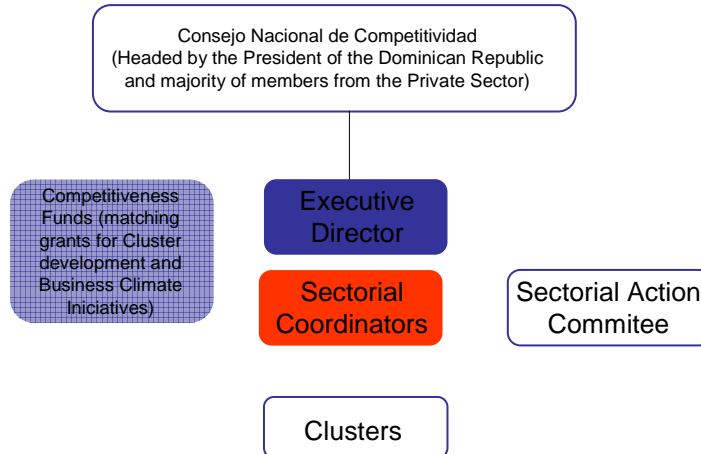 Consejo Nacional de Competitividad
(Headed by the President of the Dominican Republic
and majority of members from the Private Sector)
Competitiveness
Funds (matching
grants for Cluster
development and
Business Climate
Iniciatives)
Executive
Director
Sectorial
Coordinators
Sectorial Action
Commitee
Clusters